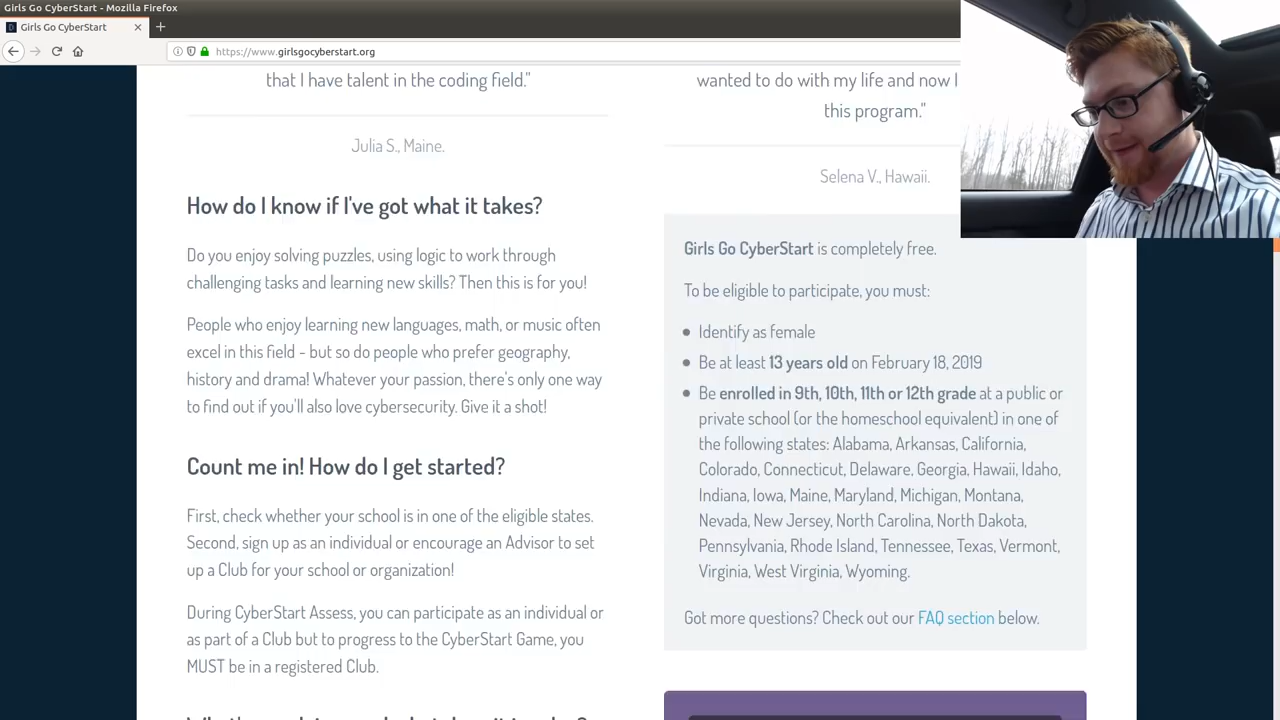 Girls Go CyberStart - Mozilla Firefox
Girls Go CyberStart
https://www.girlsgocyberstart.org
that I have talent in the coding field."
Julia S., Maine.
How do I know if I've got what it takes?
Do you enjoy solving puzzles, using logic to work through
challenging tasks and learning new skills? Then this is for you!
People who enjoy learning new languages, math, or music often
excel in this field - but so do people who prefer geography,
history and drama! Whatever your passion, there's only one way
to find out if you'll also love cybersecurity. Give it a shot!
Count me in! How do I get started?
First, check whether your school is in one of the eligible states.
Second, sign up as an individual or encourage an Advisor to set
up a Club for your school or organization!
During CyberStart Assess, you can participate as an individual or
as part of a Club but to progress to the CyberStart Game, you
MUST be in a registered Club.
wanted to do with my life and now
this program."
Selena V., Hawaii.
Girls Go CyberStart is completely free.
To be eligible to participate, you must:
Identify as female
Be at least 13 years old on February 18, 2019
Be enrolled in 9th, 10th, 11th or 12th grade at a public or
private school (or the homeschool equivalent) in one of
the following states: Alabama, Arkansas, California,
Colorado, Connecticut, Delaware, Georgia, Hawaii, Idaho,
Indiana, Iowa, Maine, Maryland, Michigan, Montana,
Nevada, New Jersey, North Carolina, North Dakota,
Pennsylvania, Rhode Island, Tennessee, Texas, Vermont,
Virginia, West Virginia, Wyoming.
Got more questions? Check out our FAQ section below.